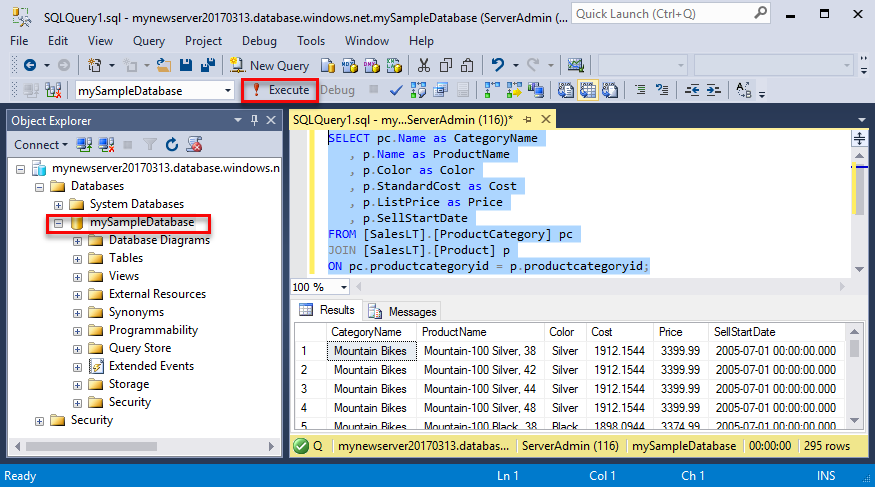 SQLQuery1.sql - mynewserver20170313.database.windows.net.mySampleDatabase (ServerAdmin (116))*
Quick Launch (Ctrl+Q)
File Edit View Query Project Debug Tools Window Help
New Query
mySampleDatabase Execute Debug
Object Explorer
Connect
mynewserver20170313.database.windows.n
Databases
System Databases
mySampleDatabase
Database Diagrams
Tables
Views
External Resources
Synonyms
Programmability
Query Store
Extended Events
Storage
Security
Security
SQLQuery1.sql - my...ServerAdmin (116))*
SELECT pc.Name as CategoryName
, p.Name as ProductName
, p.Color as Color
, p.StandardCost as Cost
, p.ListPrice as Price
, p.SellStartDate
FROM [SalesLT].[ProductCategory] pc
JOIN [SalesLT].[Product] p
ON pc.productcategoryid = p.productcategoryid;
100 %
Results Messages
CategoryName ProductName Color Cost Price SellStartDate
1 Mountain Bikes Mountain-100 Silver, 38 Silver 1912.1544 3399.99 2005-07-01 00:00:00.000
2 Mountain Bikes Mountain-100 Silver, 42 Silver 1912.1544 3399.99 2005-07-01 00:00:00.000
3 Mountain Bikes Mountain-100 Silver, 44 Silver 1912.1544 3399.99 2005-07-01 00:00:00.000
4 Mountain Bikes Mountain-100 Silver, 48 Silver 1912.1544 3399.99 2005-07-01 00:00:00.000
5 Mountain Bikes Mountain-100 Black, 38 Black 1898.0944 3374.99 2005-07-01 00:00:00.000
Q mynewserver20170313.databas... ServerAdmin (116) mySampleDatabase 00:00:00 295 rows
Ready Ln 1 Col 1 Ch 1 INS